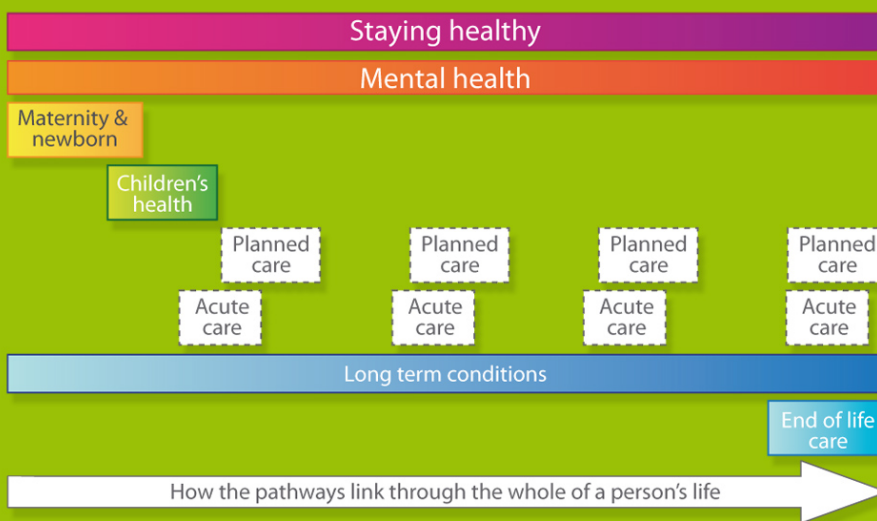 Staying healthy
Mental health
Maternity &
newborn
Children's
health
Planned
care
Planned
care
Planned
care
Planned
care
Acute
care
Acute
care
Acute
care
Acute
care
Long term conditions
End of life
care
How the pathways link through the whole of a person's life